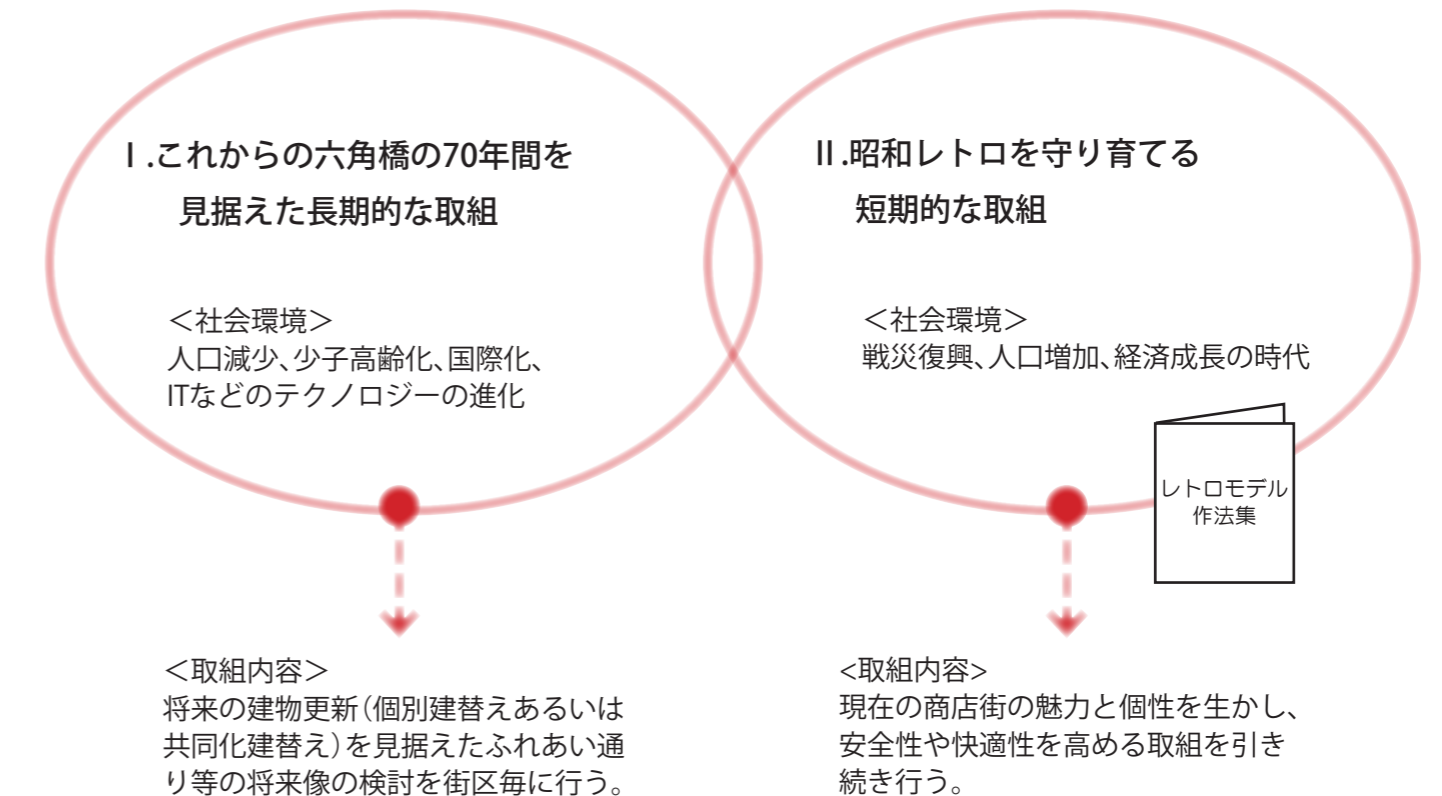 Ⅰ.これからの六角橋の70年間を
見据えた長期的な取組
＜社会環境＞
人口減少、少子高齢化、国際化、
ITなどのテクノロジーの進化
＜取組内容＞
将来の建物更新（個別建替えあるいは
共同化建替え）を見据えたふれあい通
り等の将来像の検討を街区毎に行う。
Ⅱ.昭和レトロを守り育てる
短期的な取組
＜社会環境＞
戦災復興、人口増加、経済成長の時代
レトロモデル
作法集
<取組内容>
現在の商店街の魅力と個性を生かし、
安全性や快適性を高める取組を引き
続き行う。